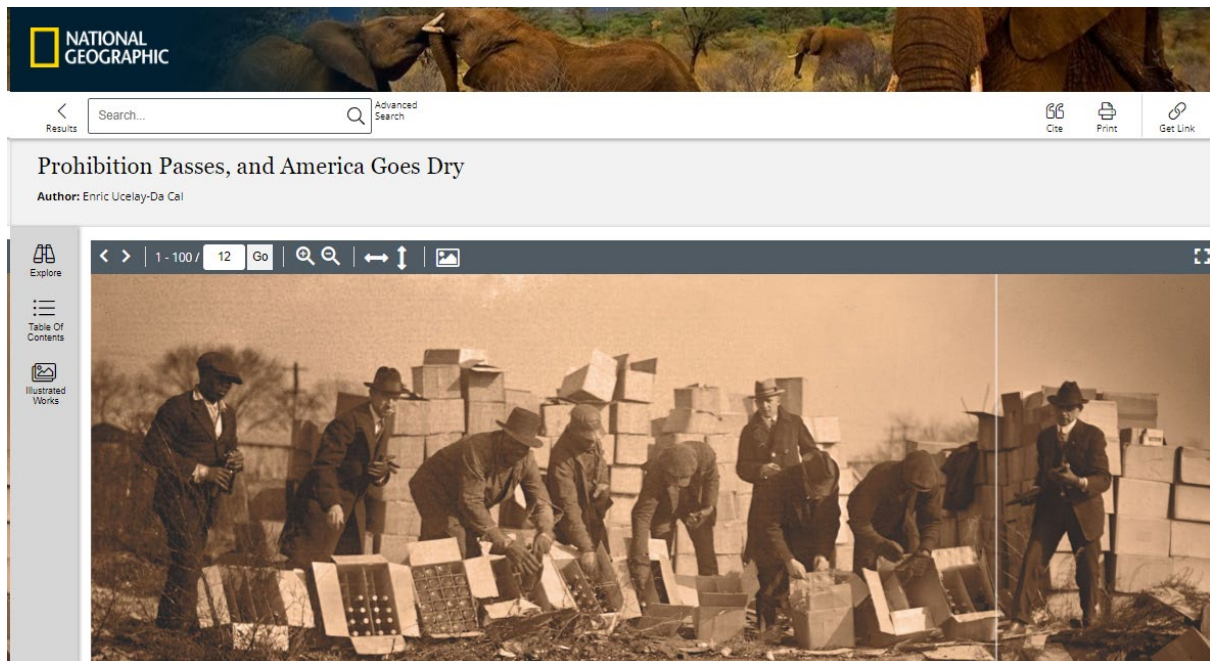 NATIONAL
GEOGRAPHIC
Results
Search...
Advanced
Search
Cite
Print
Get Link
Prohibition Passes, and America Goes Dry
Author: Enric Ucelay-Da Cal
Explore
1 - 100 / 12 Go
Table Of
Contents
Illustrated
Works